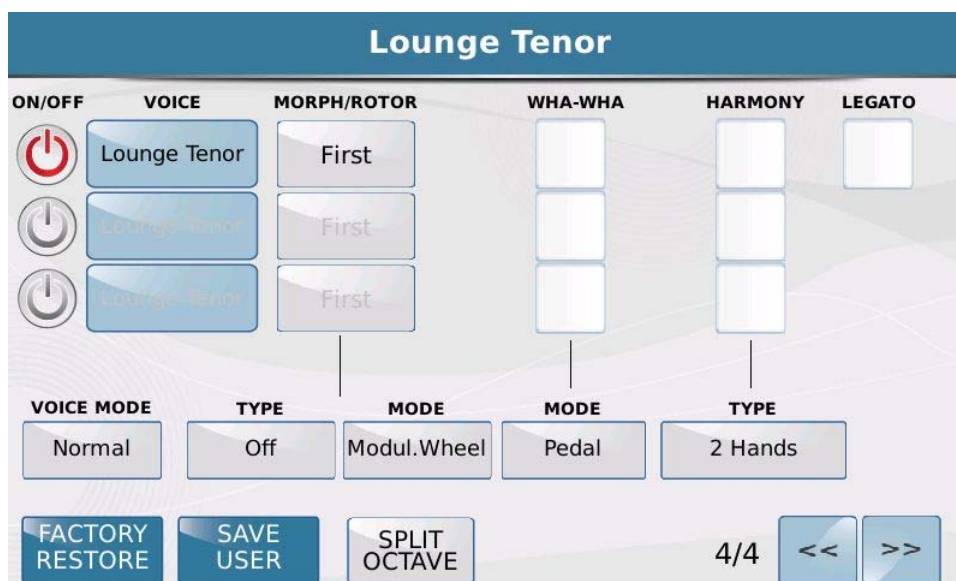 Lounge Tenor
ON/OFF VOICE MORPH/ROTOR WHA-WHA HARMONY LEGATO
Lounge Tenor First
Lounge Tenor First
Lounge Tenor First
VOICE MODE TYPE MODE MODE TYPE
Normal Off Modul.Wheel Pedal 2 Hands
FACTORY RESTORE SAVE USER SPLIT OCTAVE 4/4 << >>